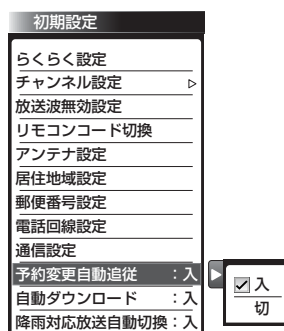 初期設定
らくらく設定
チャンネル設定 ▷
放送波無効設定
リモコンコード切換
アンテナ設定
居住地域設定
郵便番号設定
電話回線設定
通信設定
予約変更自動追従 ：入
自動ダウンロード ：入
降雨対応放送自動切換：入
入
切